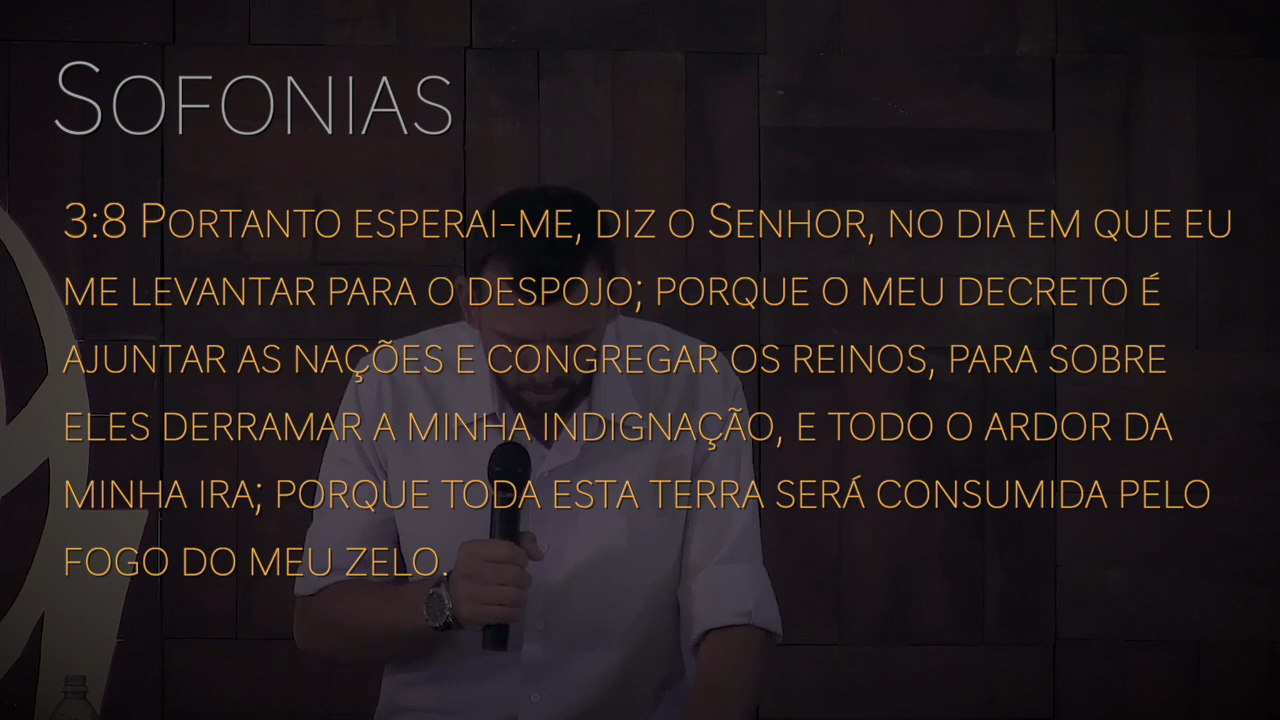 Sofonias
3:8 Portanto esperai-me, diz o Senhor, no dia em que eu
me levantar para o despojo; porque o meu decreto é
ajuntar as nações e congregar os reinos, para sobre
eles derramar a minha indignação, e todo o ardor da
minha ira; porque toda esta terra será consumida pelo
fogo do meu zelo.